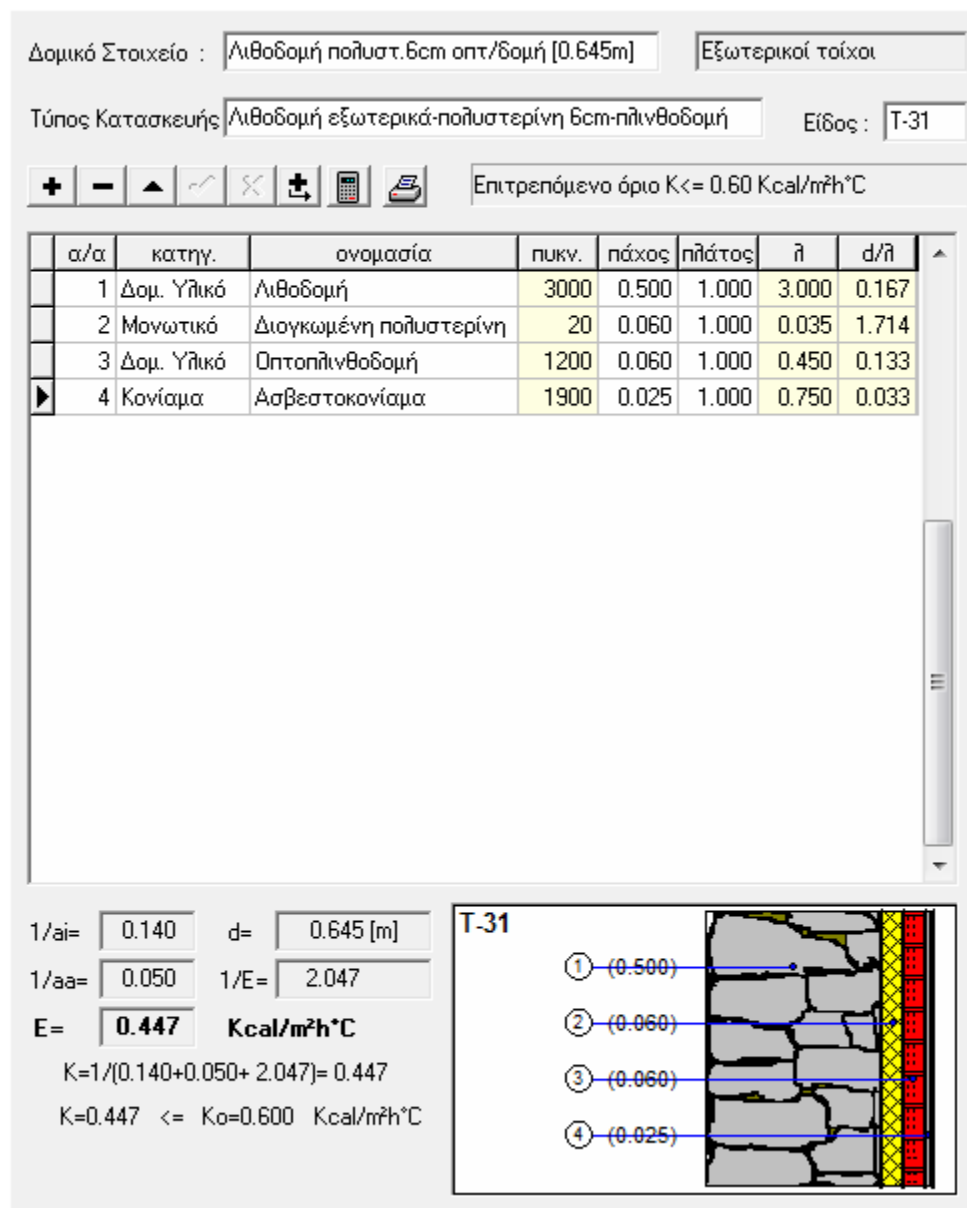 Δομικό Στοιχείο : Λιθοδομή πολυστ.6cm οπτ/δομή [0.645m] Εξωτερικοί τοίχοι
Τύπος Κατασκευής Λιθοδομή εξωτερικά-πολυστερίνη 6cm-πλινθοδομή Είδος : T-31
Επιτρεπόμενο όριο K<= 0.60 Kcal/m²h°C
α/α κατηγ. ονομασία πυκν. πάχος πλάτος λ d/λ
1 Δομ. Υλικό Λιθοδομή 3000 0.500 1.000 3.000 0.167
2 Μονωτικό Διογκωμένη πολυστερίνη 20 0.060 1.000 0.035 1.714
3 Δομ. Υλικό Οπτοπλινθοδομή 1200 0.060 1.000 0.450 0.133
4 Κονίαμα Ασβεστοκονίαμα 1900 0.025 1.000 0.750 0.033
1/ai= 0.140 d= 0.645 [m]
1/aa= 0.050 1/E= 2.047
E= 0.447 Kcal/m²h°C
K=1/(0.140+0.050+ 2.047)= 0.447
K=0.447 <= Ko=0.600 Kcal/m²h°C
T-31
1 (0.500)
2 (0.060)
3 (0.060)
4 (0.025)